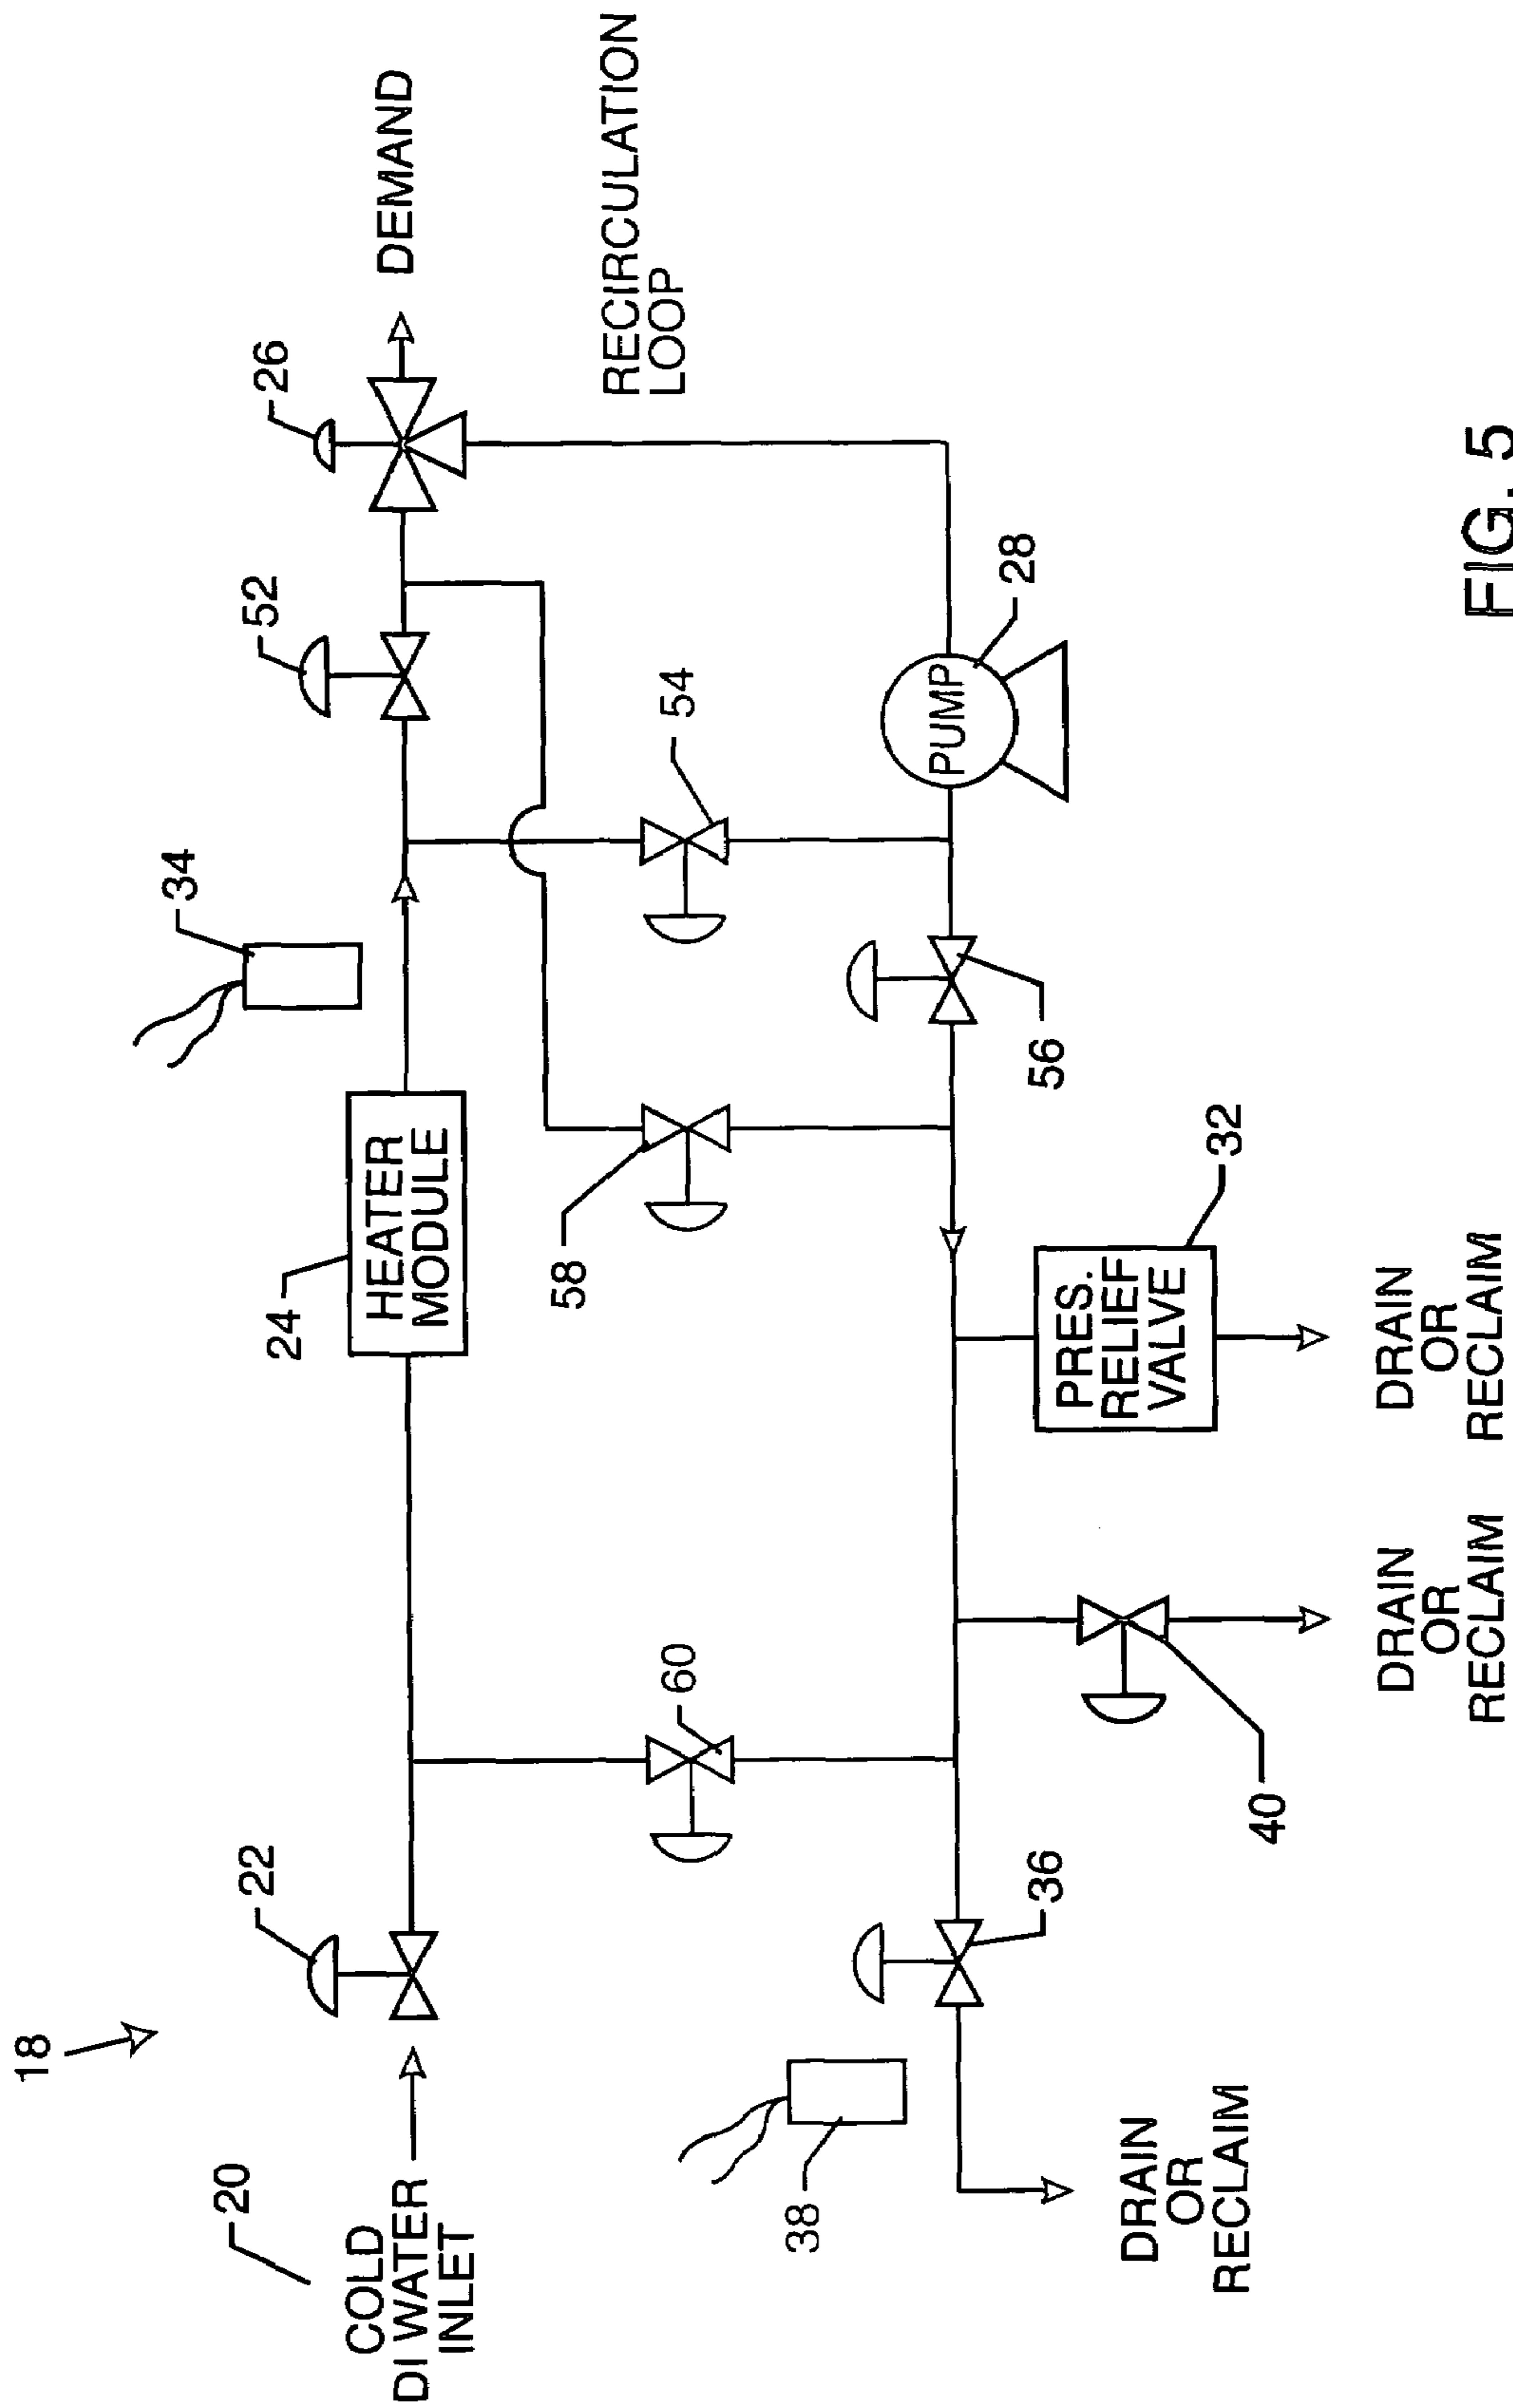 18
20
COLD
DI WATER
INLET
22
24
HEATER
MODULE
34
52
26
DEMAND
RECIRCULATION
LOOP
60
58
54
38
36
56
PUMP
28
40
PRES.
RELIEF
VALVE
32
DRAIN
OR
RECLAIM
DRAIN
OR
RECLAIM
DRAIN
OR
RECLAIM
FIG. 5